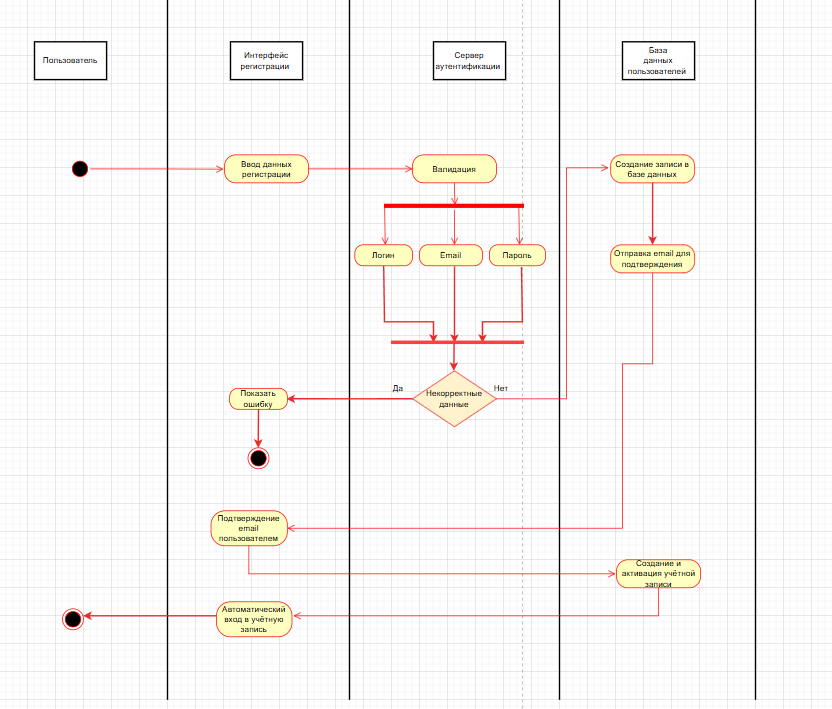 Пользователь
Интерфейс
регистрации
Сервер
аутентификации
База
данных
пользователей
Ввод данных
регистрации
Валидация
Создание записи в
базе данных
Логин
Email
Пароль
Отправка email для
подтверждения
Да
Некорректные
данные
Нет
Показать
ошибку
Подтверждение
email
пользователем
Создание и
активация учётной
записи
Автоматический
вход в учётную
запись